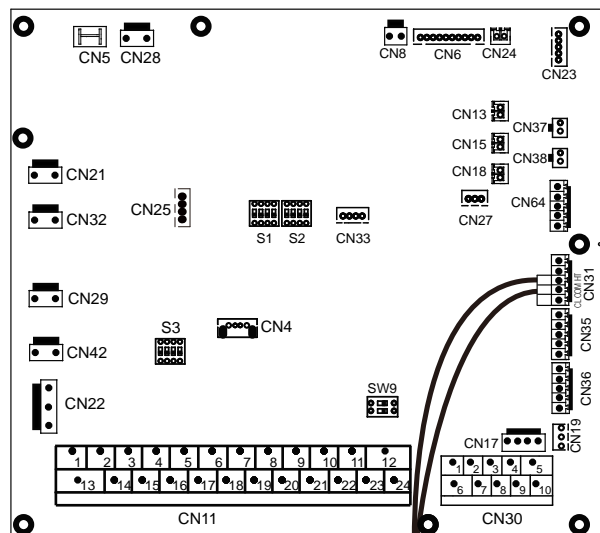 CN5
CN28
CN8
CN6
CN24
CN23
CN13
CN37
CN15
CN38
CN18
CN21
CN25
CN32
S1
S2
CN33
CN27
CN64
CN29
CN4
CL COM HT
CN31
S3
CN42
CN35
CN22
SW9
CN36
CN17
CN19
1 2 3 4 5 6 7 8 9 10 11 12
13 14 15 16 17 18 19 20 21 22 23 24
CN11
1 2 3 4 5
6 7 8 9 10
CN30